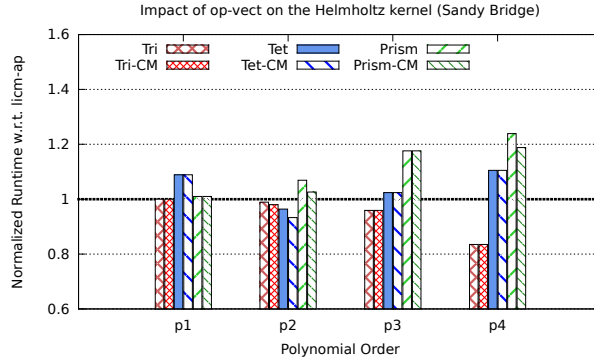 Impact of op-vect on the Helmholtz kernel (Sandy Bridge)
Normalized Runtime w.r.t. licm-ap
1.6
1.4
1.2
1
0.8
0.6
Tri Tet Prism
Tri-CM Tet-CM Prism-CM
p1 p2 p3 p4
Polynomial Order